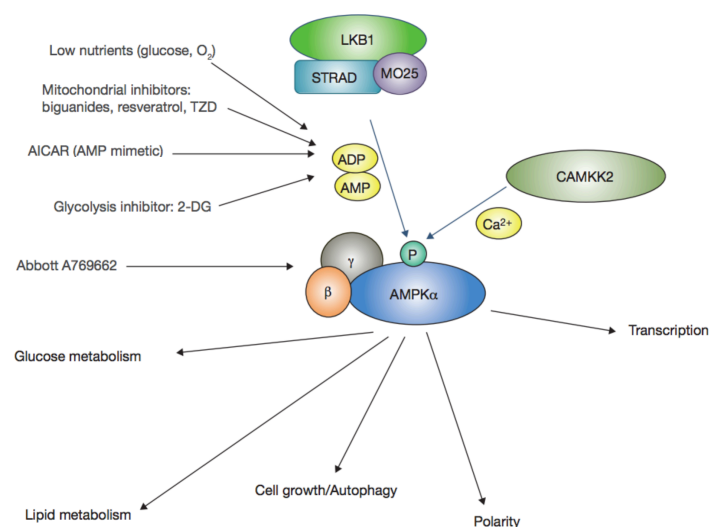 LKB1
STRAD
MO25
Low nutrients (glucose, O₂)
Mitochondrial inhibitors:
biguanides, resveratrol, TZD
AICAR (AMP mimetic)
ADP
AMP
CAMKK2
Glycolysis inhibitor: 2-DG
Ca²⁺
P
γ
Abbott A769662
β
AMPKα
Transcription
Glucose metabolism
Cell growth/Autophagy
Lipid metabolism
Polarity